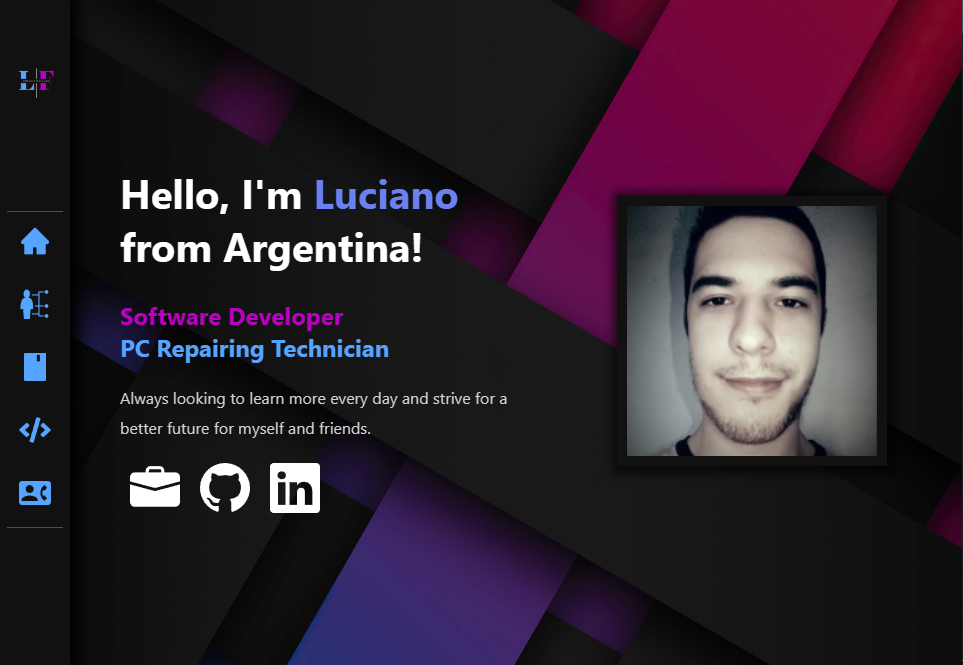 LF
Hello, I'm Luciano
from Argentina!
Software Developer
PC Repairing Technician
Always looking to learn more every day and strive for a
better future for myself and friends.
in